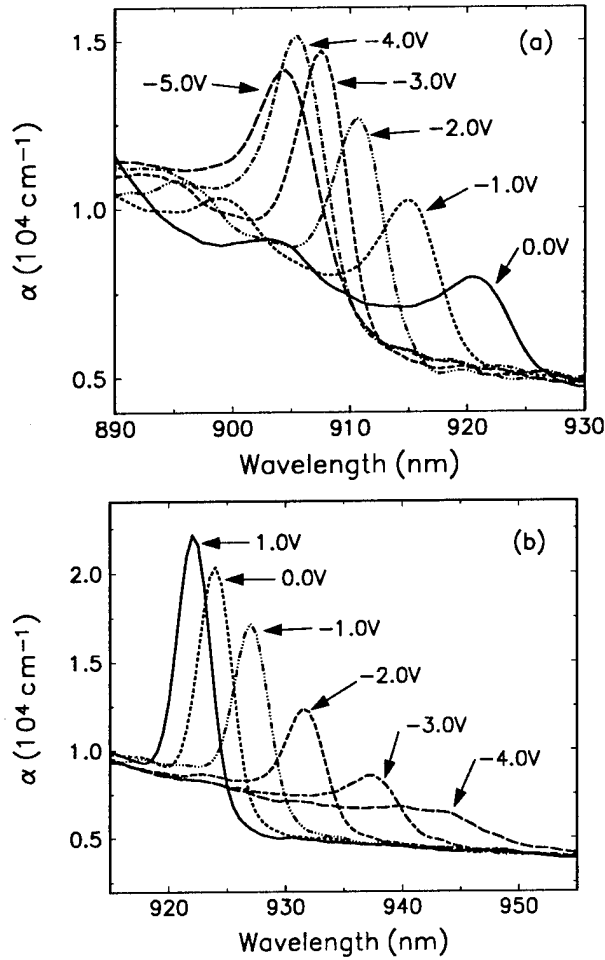 (a)
1.5
1.0
0.5
α (10⁴ cm⁻¹)
−4.0V
−5.0V
−3.0V
−2.0V
−1.0V
0.0V
890 900 910 920 930
Wavelength (nm)
(b)
2.0
1.5
1.0
0.5
α (10⁴ cm⁻¹)
1.0V
0.0V
−1.0V
−2.0V
−3.0V
−4.0V
920 930 940 950
Wavelength (nm)